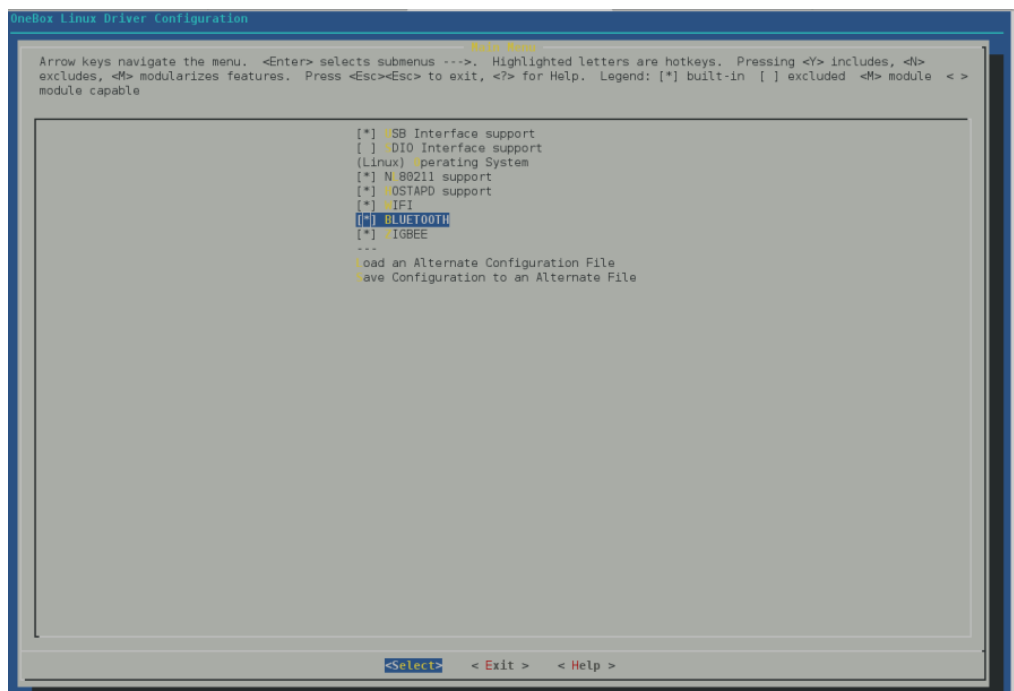 OneBox Linux Driver Configuration
Main Menu
Arrow keys navigate the menu.  <Enter> selects submenus --->.  Highlighted letters are hotkeys.  Pressing <Y> includes, <N>
excludes, <M> modularizes features.  Press <Esc><Esc> to exit, <?> for Help.  Legend: [*] built-in  [ ] excluded  <M> module  < >
module capable
[*] USB Interface support
[ ] SDIO Interface support
(Linux) Operating System
[*] Nl80211 support
[*] HOSTAPD support
[*] WIFI
[*] BLUETOOTH
[*] ZIGBEE
---
Load an Alternate Configuration File
Save Configuration to an Alternate File
<Select>    < Exit >    < Help >